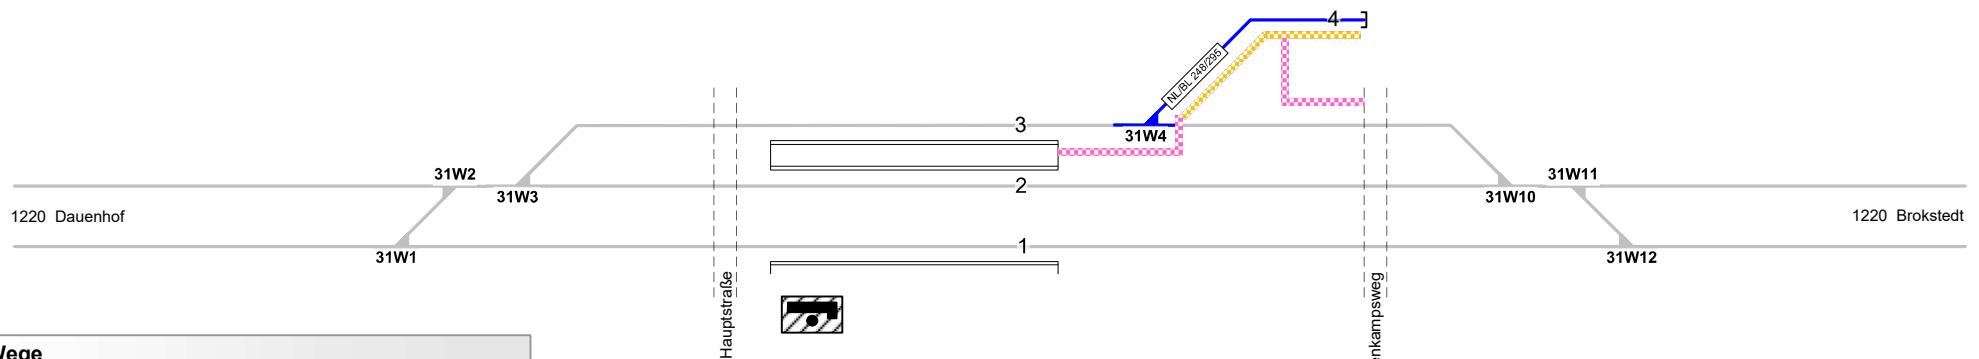 4
NL/BL 248/295
3
31W4
31W2
31W11
31W3
2
31W10
1220 Dauenhof
1220 Brokstedt
1
31W1
31W12
Hauptstraße
enkampsweg
Wege